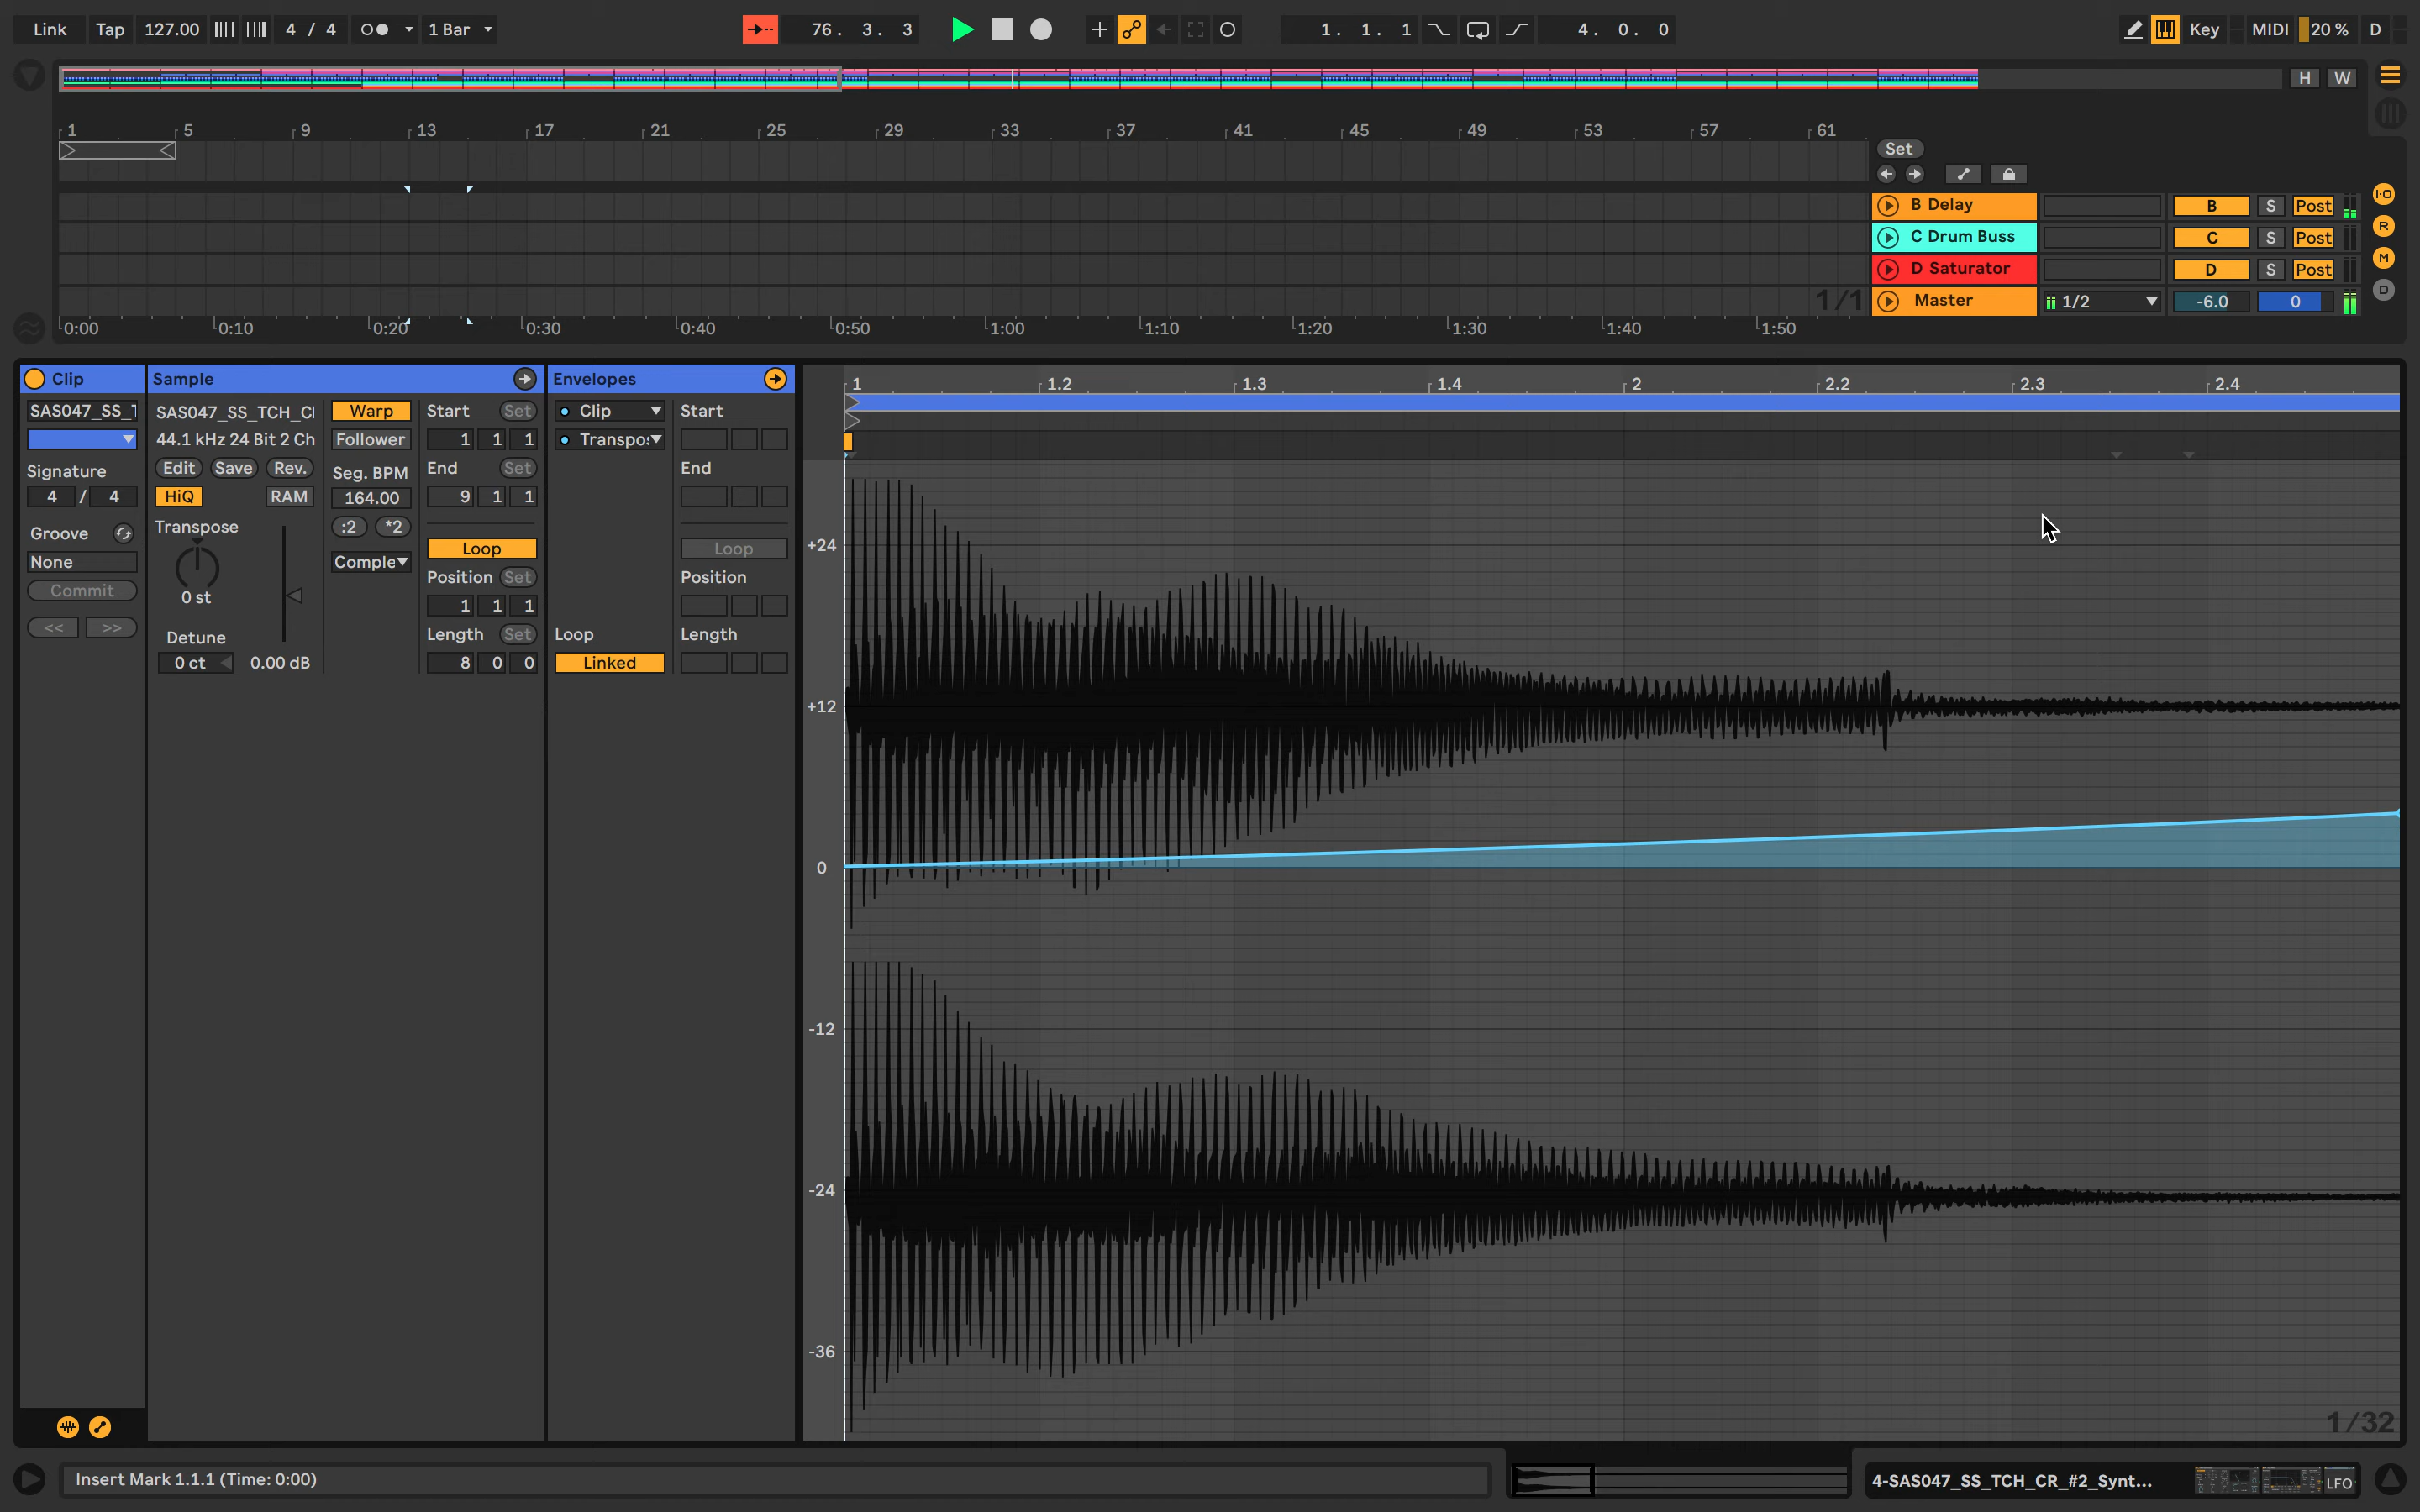 Link Tap 127.00 4 / 4 1 Bar 76. 3. 3 1. 1. 1 4. 0. 0 Key MIDI 20 % D
H W
1 5 9 13 17 21 25 29 33 37 41 45 49 53 57 61
Set
B Delay B S Post
C Drum Buss C S Post
D Saturator D S Post
1/1 Master 1/2 -6.0 0
I·O
R
M
D
0:00 0:10 0:20 0:30 0:40 0:50 1:00 1:10 1:20 1:30 1:40 1:50
Clip Sample Envelopes
SAS047_SS_T SAS047_SS_TCH_C Warp Start Set Clip Start
44.1 kHz 24 Bit 2 Ch Follower 1 1 1 Transpo:
Signature Edit Save Rev. Seg. BPM End Set End
4 / 4 HiQ RAM 164.00 9 1 1
Groove Transpose :2 *2
None Comple Loop Loop
Commit 0 st Position Set Position
<< >> 1 1 1
Detune Length Set Loop Length
0 ct 0.00 dB 8 0 0 Linked
1 1.2 1.3 1.4 2 2.2 2.3 2.4
+24
+12
0
-12
-24
-36
1/32
Insert Mark 1.1.1 (Time: 0:00) 4-SAS047_SS_TCH_CR_#2_Synt... LFO